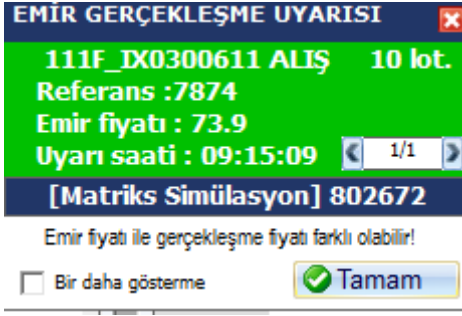 EMİR GERÇEKLEŞME UYARISI
111F_IX0300611 ALIŞ 10 lot.
Referans :7874
Emir fiyatı : 73.9
Uyarı saati : 09:15:09 1/1
[Matriks Simülasyon] 802672
Emir fiyatı ile gerçekleşme fiyatı farklı olabilir!
Bir daha gösterme Tamam